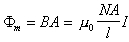 Φₘ = BA = μ₀ NA/l I